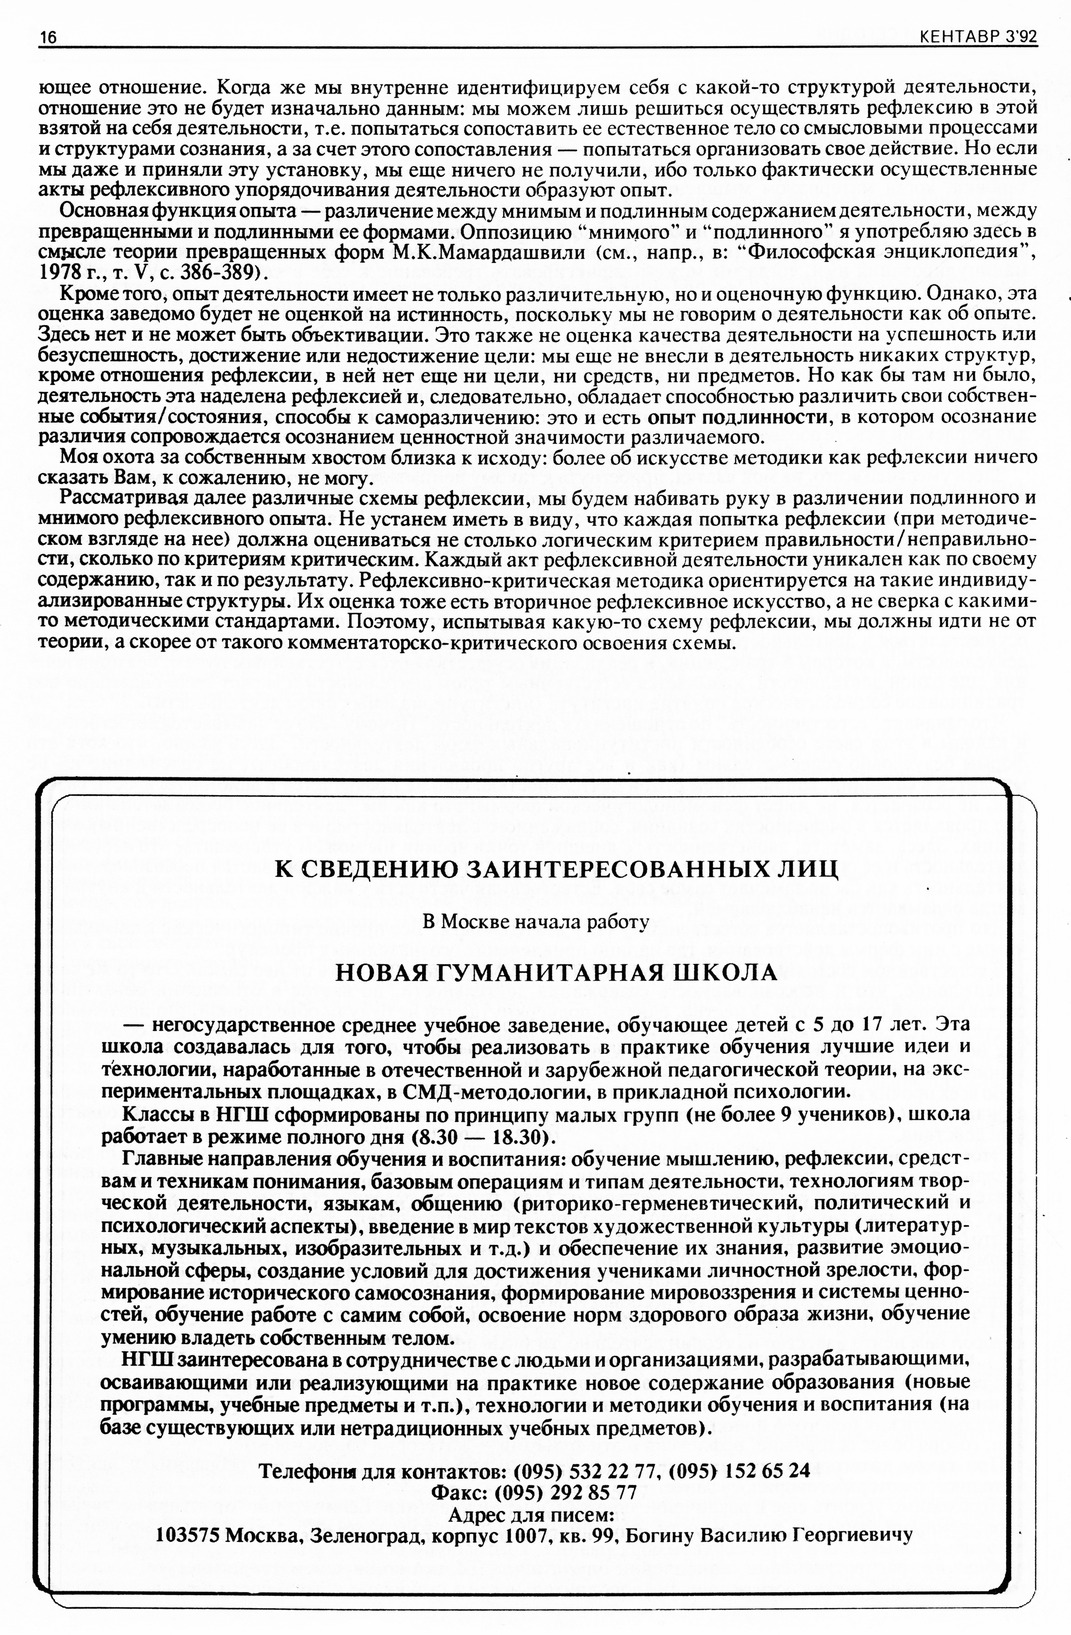 16
КЕНТАВР 3'92
ющее отношение. Когда же мы внутренне идентифицируем себя с какой-то структурой деятельности,
отношение это не будет изначально данным: мы можем лишь решиться осуществлять рефлексию в этой
взятой на себя деятельности, т.е. попытаться сопоставить ее естественное тело со смысловыми процессами
и структурами сознания, а за счет этого сопоставления — попытаться организовать свое действие. Но если
мы даже и приняли эту установку, мы еще ничего не получили, ибо только фактически осуществленные
акты рефлексивного упорядочивания деятельности образуют опыт.
Основная функция опыта — различение между мнимым и подлинным содержанием деятельности, между
превращенными и подлинными ее формами. Оппозицию “мнимого” и “подлинного” я употребляю здесь в
смысле теории превращенных форм М.К.Мамардашвили (см., напр., в: “Философская энциклопедия”,
1978 г., т. V, с. 386-389).
Кроме того, опыт деятельности имеет не только различительную, но и оценочную функцию. Однако, эта
оценка заведомо будет не оценкой на истинность, поскольку мы не говорим о деятельности как об опыте.
Здесь нет и не может быть объективации. Это также не оценка качества деятельности на успешность или
безуспешность, достижение или недостижение цели: мы еще не внесли в деятельность никаких структур,
кроме отношения рефлексии, в ней нет еще ни цели, ни средств, ни предметов. Но как бы там ни было,
деятельность эта наделена рефлексией и, следовательно, обладает способностью различить свои собствен-
ные события/состояния, способы к саморазличению: это и есть опыт подлинности, в котором осознание
различия сопровождается осознанием ценностной значимости различаемого.
Моя охота за собственным хвостом близка к исходу: более об искусстве методики как рефлексии ничего
сказать Вам, к сожалению, не могу.
Рассматривая далее различные схемы рефлексии, мы будем набивать руку в различении подлинного и
мнимого рефлексивного опыта. Не устанем иметь в виду, что каждая попытка рефлексии (при методиче-
ском взгляде на нее) должна оцениваться не столько логическим критерием правильности/неправильно-
сти, сколько по критериям критическим. Каждый акт рефлексивной деятельности уникален как по своему
содержанию, так и по результату. Рефлексивно-критическая методика ориентируется на такие индивиду-
ализированные структуры. Их оценка тоже есть вторичное рефлексивное искусство, а не сверка с какими-
то методическими стандартами. Поэтому, испытывая какую-то схему рефлексии, мы должны идти не от
теории, а скорее от такого комментаторско-критического освоения схемы.
К СВЕДЕНИЮ ЗАИНТЕРЕСОВАННЫХ ЛИЦ
В Москве начала работу
НОВАЯ ГУМАНИТАРНАЯ ШКОЛА
— негосударственное среднее учебное заведение, обучающее детей с 5 до 17 лет. Эта
школа создавалась для того, чтобы реализовать в практике обучения лучшие идеи и
технологии, наработанные в отечественной и зарубежной педагогической теории, на экс-
периментальных площадках, в СМД-методологии, в прикладной психологии.
Классы в НГШ сформированы по принципу малых групп (не более 9 учеников), школа
работает в режиме полного дня (8.30 — 18.30).
Главные направления обучения и воспитания: обучение мышлению, рефлексии, средст-
вам и техникам понимания, базовым операциям и типам деятельности, технологиям твор-
ческой деятельности, языкам, общению (риторико-герменевтический, политический и
психологический аспекты), введение в мир текстов художественной культуры (литератур-
ных, музыкальных, изобразительных и т.д.) и обеспечение их знания, развитие эмоцио-
нальной сферы, создание условий для достижения учениками личностной зрелости, фор-
мирование исторического самосознания, формирование мировоззрения и системы ценно-
стей, обучение работе с самим собой, освоение норм здорового образа жизни, обучение
умению владеть собственным телом.
НГШ заинтересована в сотрудничестве с людьми и организациями, разрабатывающими,
осваивающими или реализующими на практике новое содержание образования (новые
программы, учебные предметы и т.п.), технологии и методики обучения и воспитания (на
базе существующих или нетрадиционных учебных предметов).
Телефоны для контактов: (095) 532 22 77, (095) 152 65 24
Факс: (095) 292 85 77
Адрес для писем:
103575 Москва, Зеленоград, корпус 1007, кв. 99, Богину Василию Георгиевичу